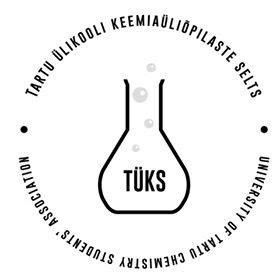 TARTU ÜLIKOOLI KEEMIAÜLIÕPILASTE SELTS
TÜKS
UNIVERSITY OF TARTU CHEMISTRY STUDENTS' ASSOCIATION